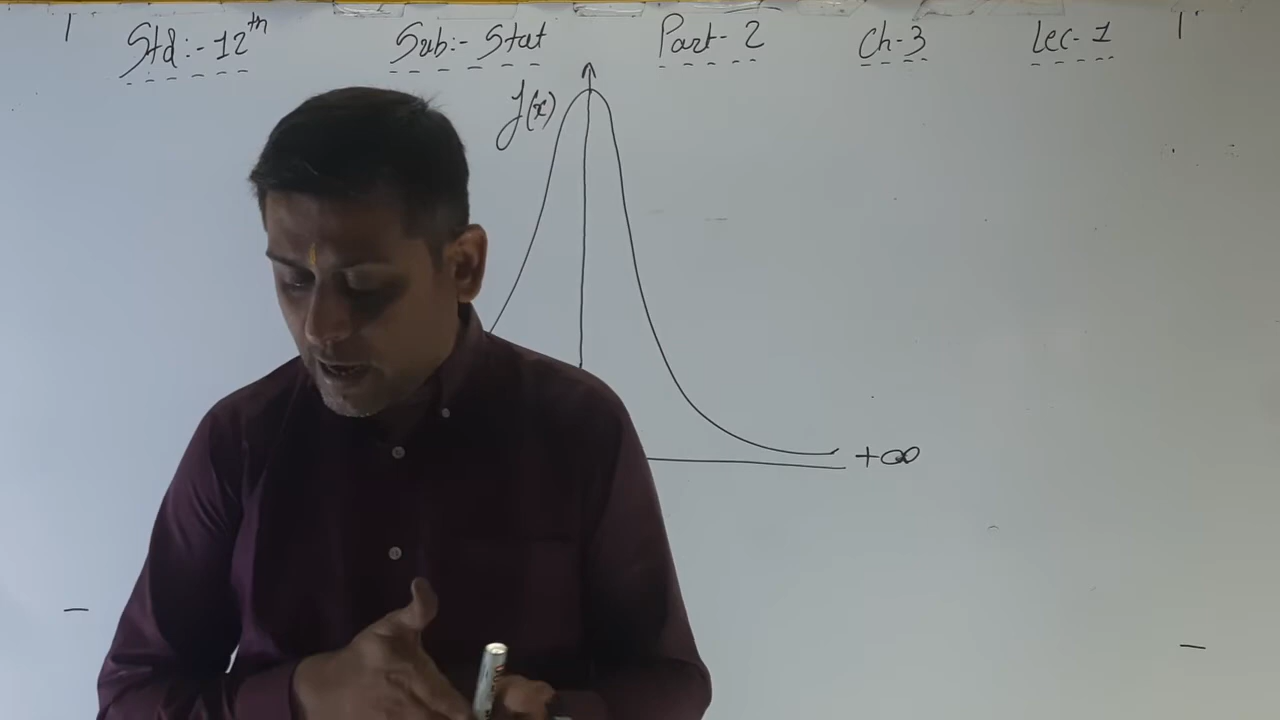 Std:- 12th Sub:- Stat Part- 2 Ch-3 Lec-1
f(x)
+∞